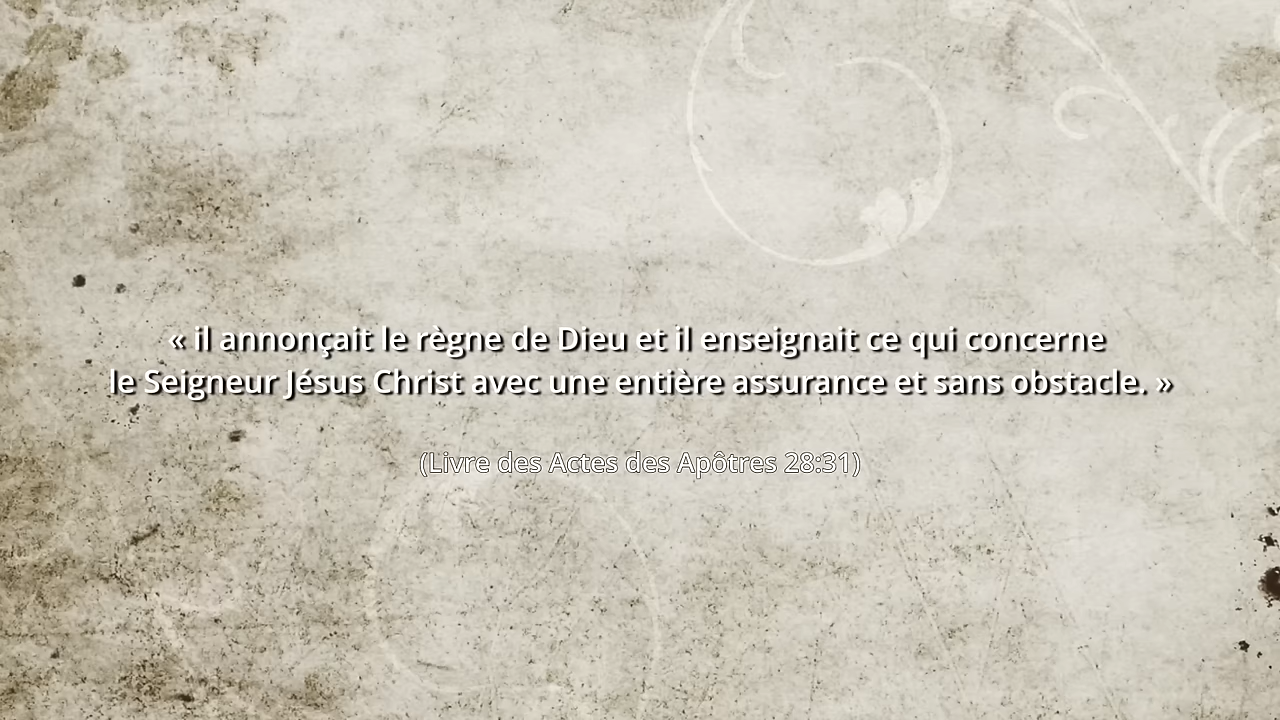 « il annonçait le règne de Dieu et il enseignait ce qui concerne
le Seigneur Jésus Christ avec une entière assurance et sans obstacle. »
(Livre des Actes des Apôtres 28:31)